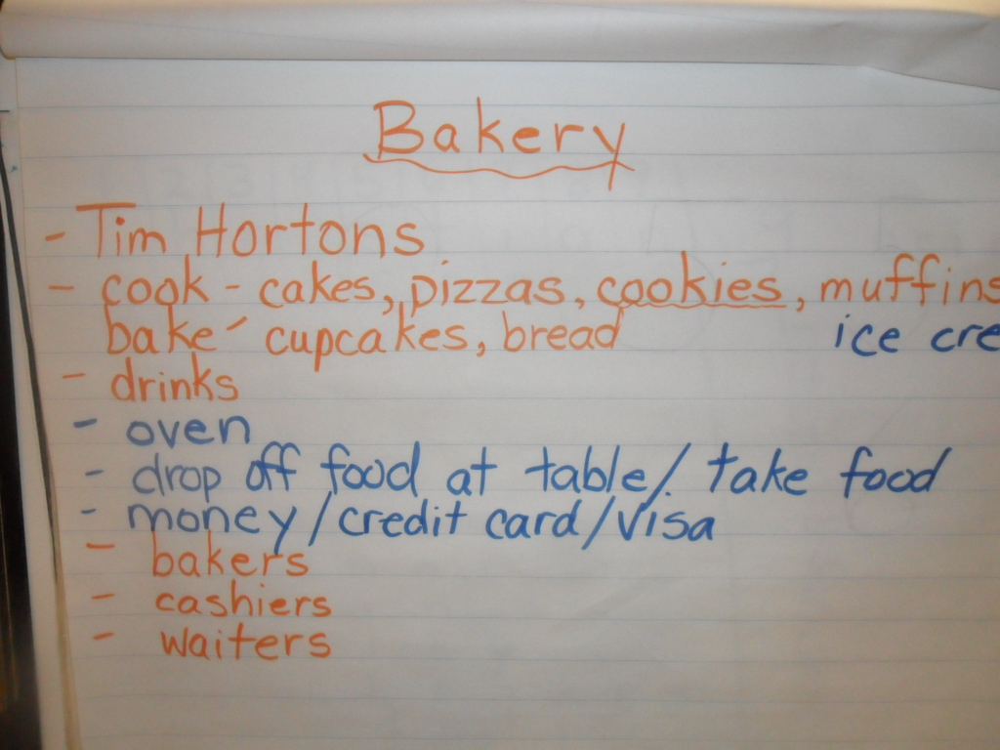 Bakery
- Tim Hortons
- cook - cakes, pizzas, cookies, muffins
bake - cupcakes, bread ice cre
- drinks
- oven
- drop off food at table/. take food
- money/credit card/Visa
- bakers
- cashiers
- waiters